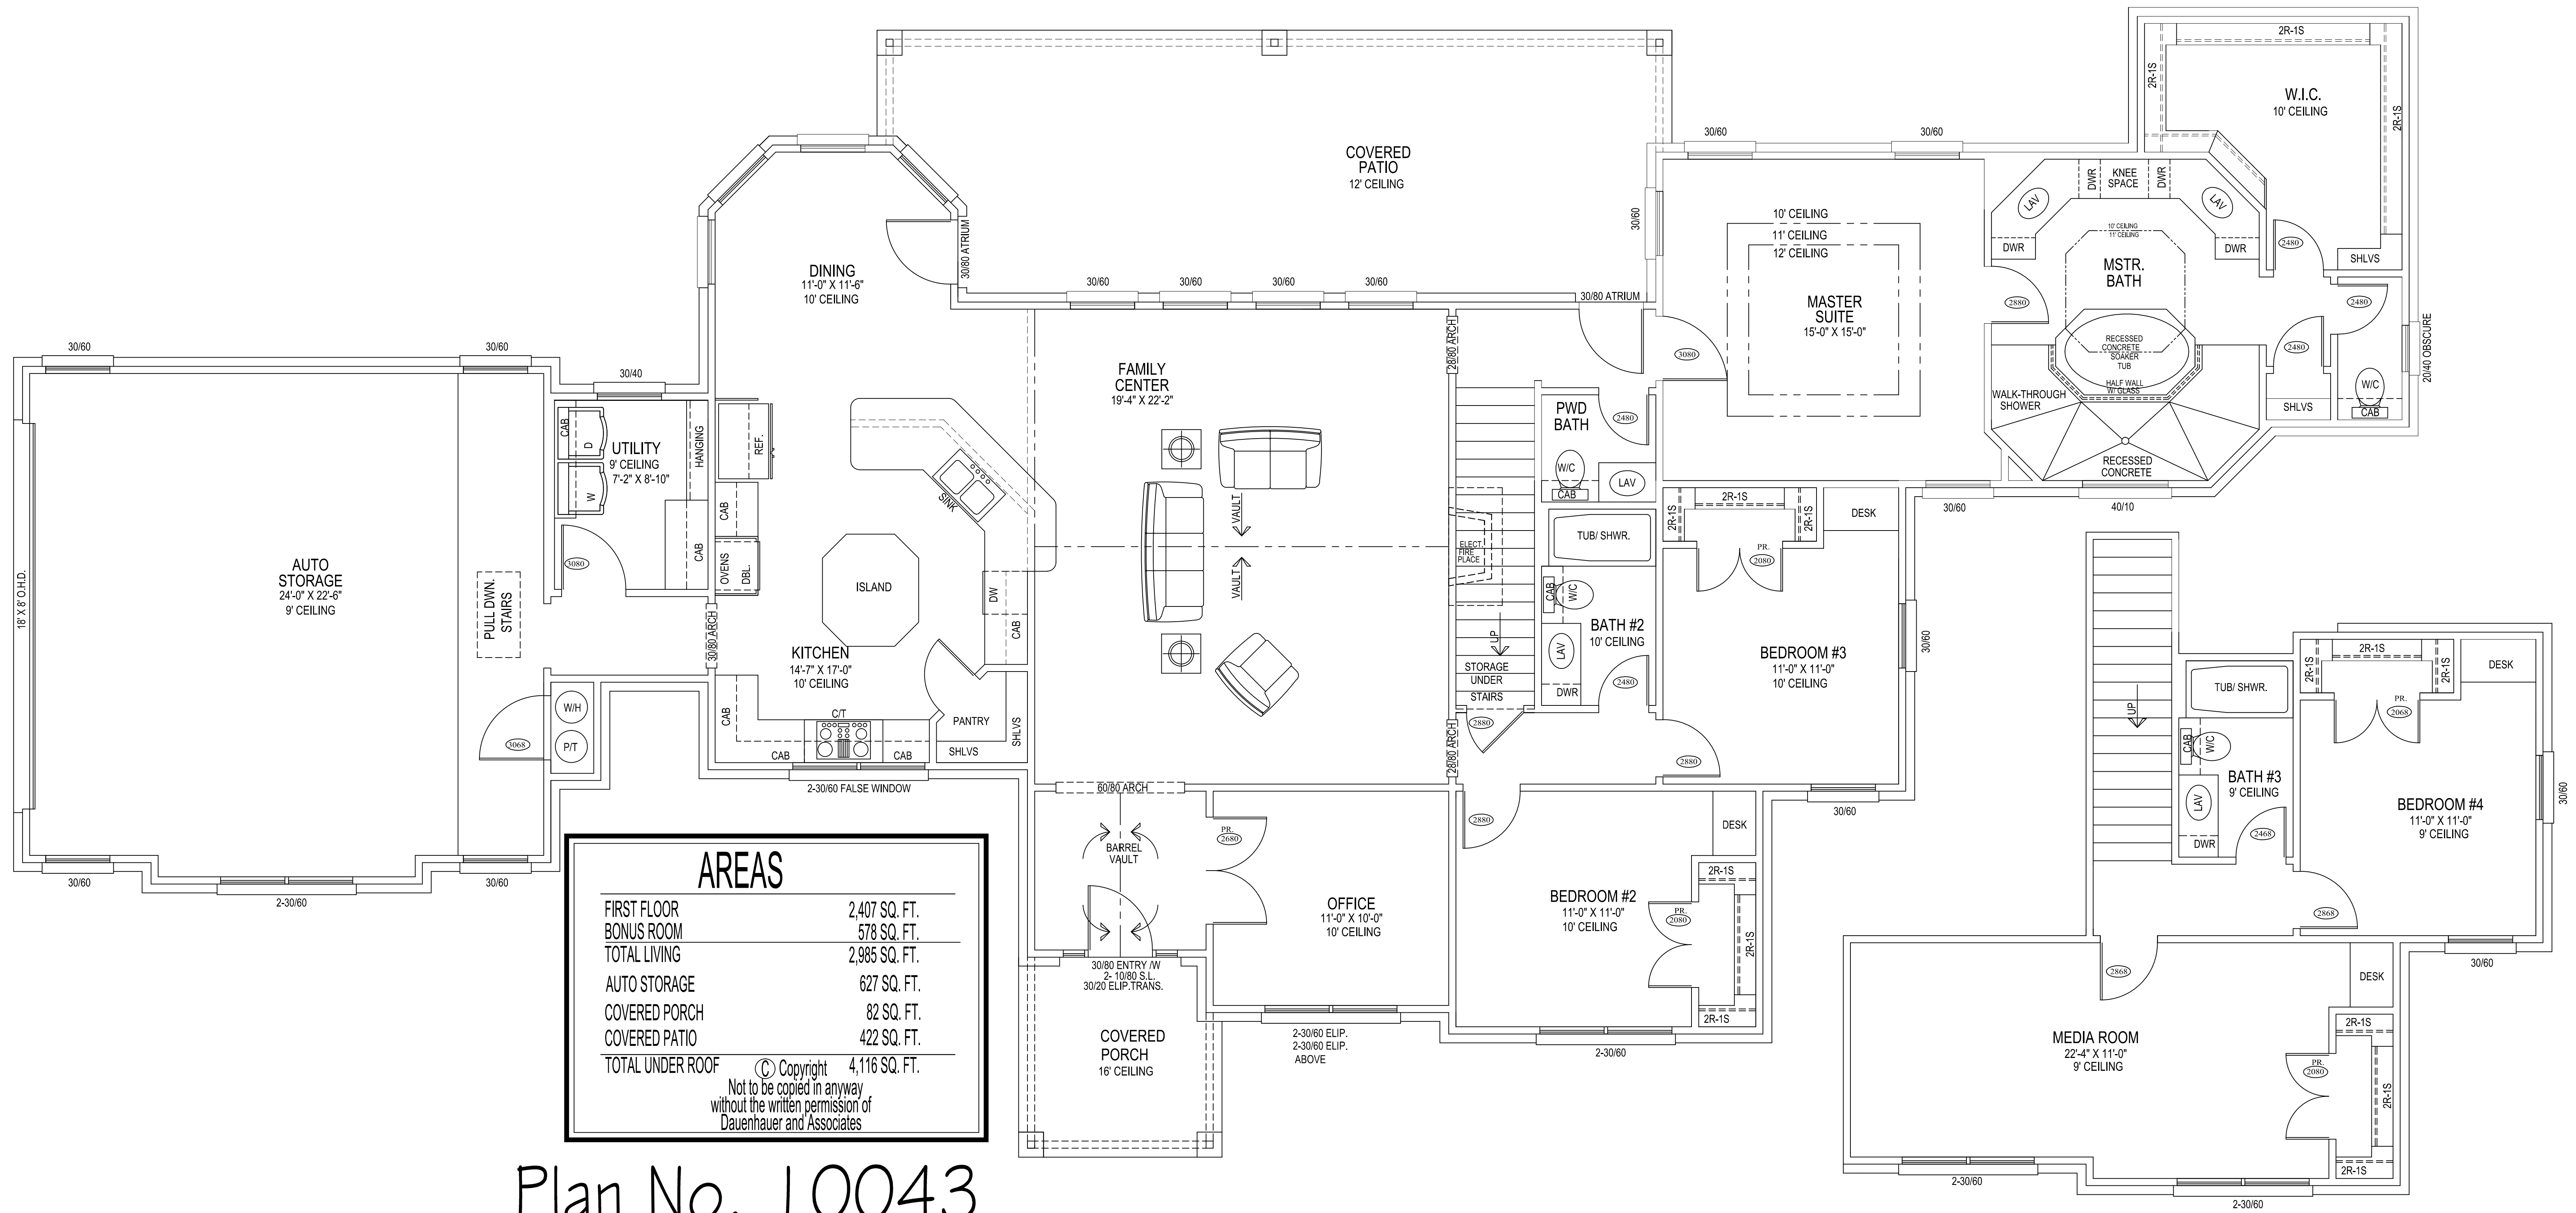 2R-1S
2R-1S
W.I.C.
10' CEILING
2R-1S
COVERED
PATIO
12' CEILING
30/60
30/60
DWR
KNEE
SPACE
DWR
LAV
LAV
30/80 ATRIUM
30/60
10' CEILING
11' CEILING
12' CEILING
10' CEILING
11' CEILING
DWR
DWR
2480
SHLVS
DINING
11'-0" X 11'-6"
10' CEILING
MSTR.
BATH
30/60
30/60
30/60
30/60
30/80 ATRIUM
MASTER
SUITE
15'-0" X 15'-0"
2880
2480
20/40 OBSCURE
30/60
30/60
28/80 ARCH
3080
RECESSED
CONCRETE
SOAKER
TUB
2480
30/40
FAMILY
CENTER
19'-4" X 22'-2"
HALF WALL
W/ GLASS
WALK-THROUGH
SHOWER
W/C
CAB
SHLVS
CAB
D
UTILITY
9' CEILING
7'-2" X 8'-10"
HANGING
REF.
PWD
BATH
2480
W
SINK
VAULT
W/C
CAB
LAV
RECESSED
CONCRETE
CAB
2R-1S
2R-1S
2R-1S
DESK
30/60
40/10
AUTO
STORAGE
24'-0" X 22'-6"
9' CEILING
18' X 8' O.H.D.
3080
CAB
OVENS
DBL.
ISLAND
VAULT
ELECT.
FIRE
PLACE
TUB/ SHWR.
PR.
2080
PULL DWN.
STAIRS
30/80 ARCH
DW
CAB
CAB
W/C
LAV
BATH #2
10' CEILING
UP
BEDROOM #3
11'-0" X 11'-0"
10' CEILING
30/60
KITCHEN
14'-7" X 17'-0"
10' CEILING
STORAGE
UNDER
STAIRS
2480
DWR
2R-1S
2R-1S
2R-1S
DESK
TUB/ SHWR.
W/H
P/T
3068
CAB
C/T
CAB
CAB
PANTRY
SHLVS
SHLVS
2880
28/80 ARCH
2880
UP
PR.
2068
CAB
W/C
LAV
BATH #3
9' CEILING
2-30/60 FALSE WINDOW
60/80 ARCH
30/60
BEDROOM #4
11'-0" X 11'-0"
9' CEILING
30/60
2468
DWR
BARREL
VAULT
PR.
2680
2880
DESK
30/60
30/60
2-30/60
2R-1S
AREAS
FIRST FLOOR 2,407 SQ. FT.
BONUS ROOM 578 SQ. FT.
TOTAL LIVING 2,985 SQ. FT.
AUTO STORAGE 627 SQ. FT.
COVERED PORCH 82 SQ. FT.
COVERED PATIO 422 SQ. FT.
TOTAL UNDER ROOF 4,116 SQ. FT.
© Copyright
Not to be copied in anyway
without the written permission of
Dauenhauer and Associates
OFFICE
11'-0" X 10'-0"
10' CEILING
BEDROOM #2
11'-0" X 11'-0"
10' CEILING
PR.
2080
2R-1S
2R-1S
2868
30/60
30/80 ENTRY /W
2- 10/80 S.L.
30/20 ELIP.TRANS.
2868
DESK
COVERED
PORCH
16' CEILING
2-30/60 ELIP.
2-30/60 ELIP.
ABOVE
2-30/60
MEDIA ROOM
22'-4" X 11'-0"
9' CEILING
2R-1S
PR.
2080
2R-1S
2R-1S
2-30/60
2-30/60
Plan No. 10043